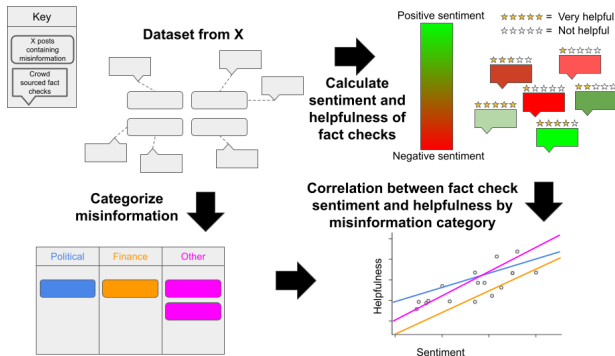 Key
X posts
containing
misinformation
Crowd
sourced fact
checks
Dataset from X
Calculate
sentiment and
helpfulness of
fact checks
Positive sentiment
Negative sentiment
= Very helpful
= Not helpful
Categorize
misinformation
Correlation between fact check
sentiment and helpfulness by
misinformation category
Political
Finance
Other
Helpfulness
Sentiment